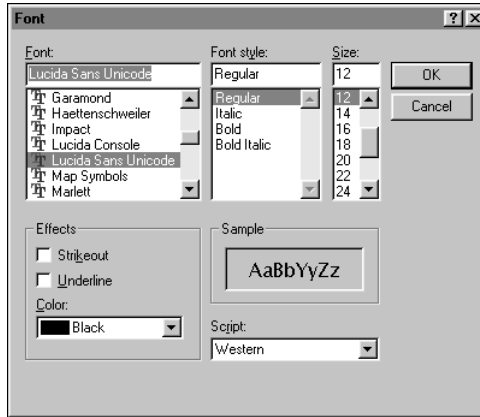 Font
Font:
Lucida Sans Unicode
Garamond
Haettenschweiler
Impact
Lucida Console
Lucida Sans Unicode
Map Symbols
Marlett
Font style:
Regular
Regular
Italic
Bold
Bold Italic
Size:
12
12
14
16
18
20
22
24
OK
Cancel
Effects
Strikeout
Underline
Color:
Black
Sample
AaBbYyZz
Script:
Western